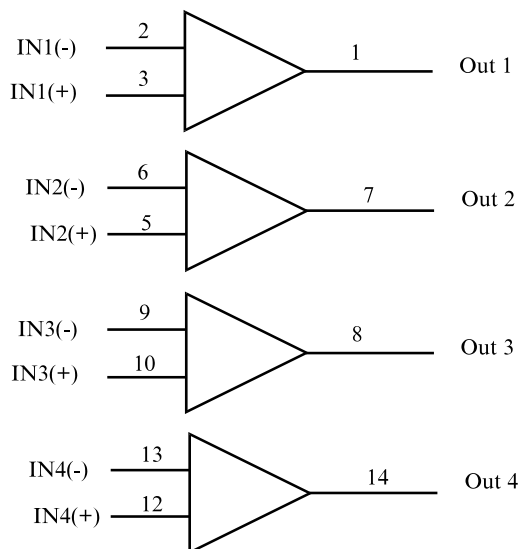 IN1(-) 2 1 Out 1
IN1(+) 3
IN2(-) 6 7 Out 2
IN2(+) 5
IN3(-) 9 8 Out 3
IN3(+) 10
IN4(-) 13 14 Out 4
IN4(+) 12